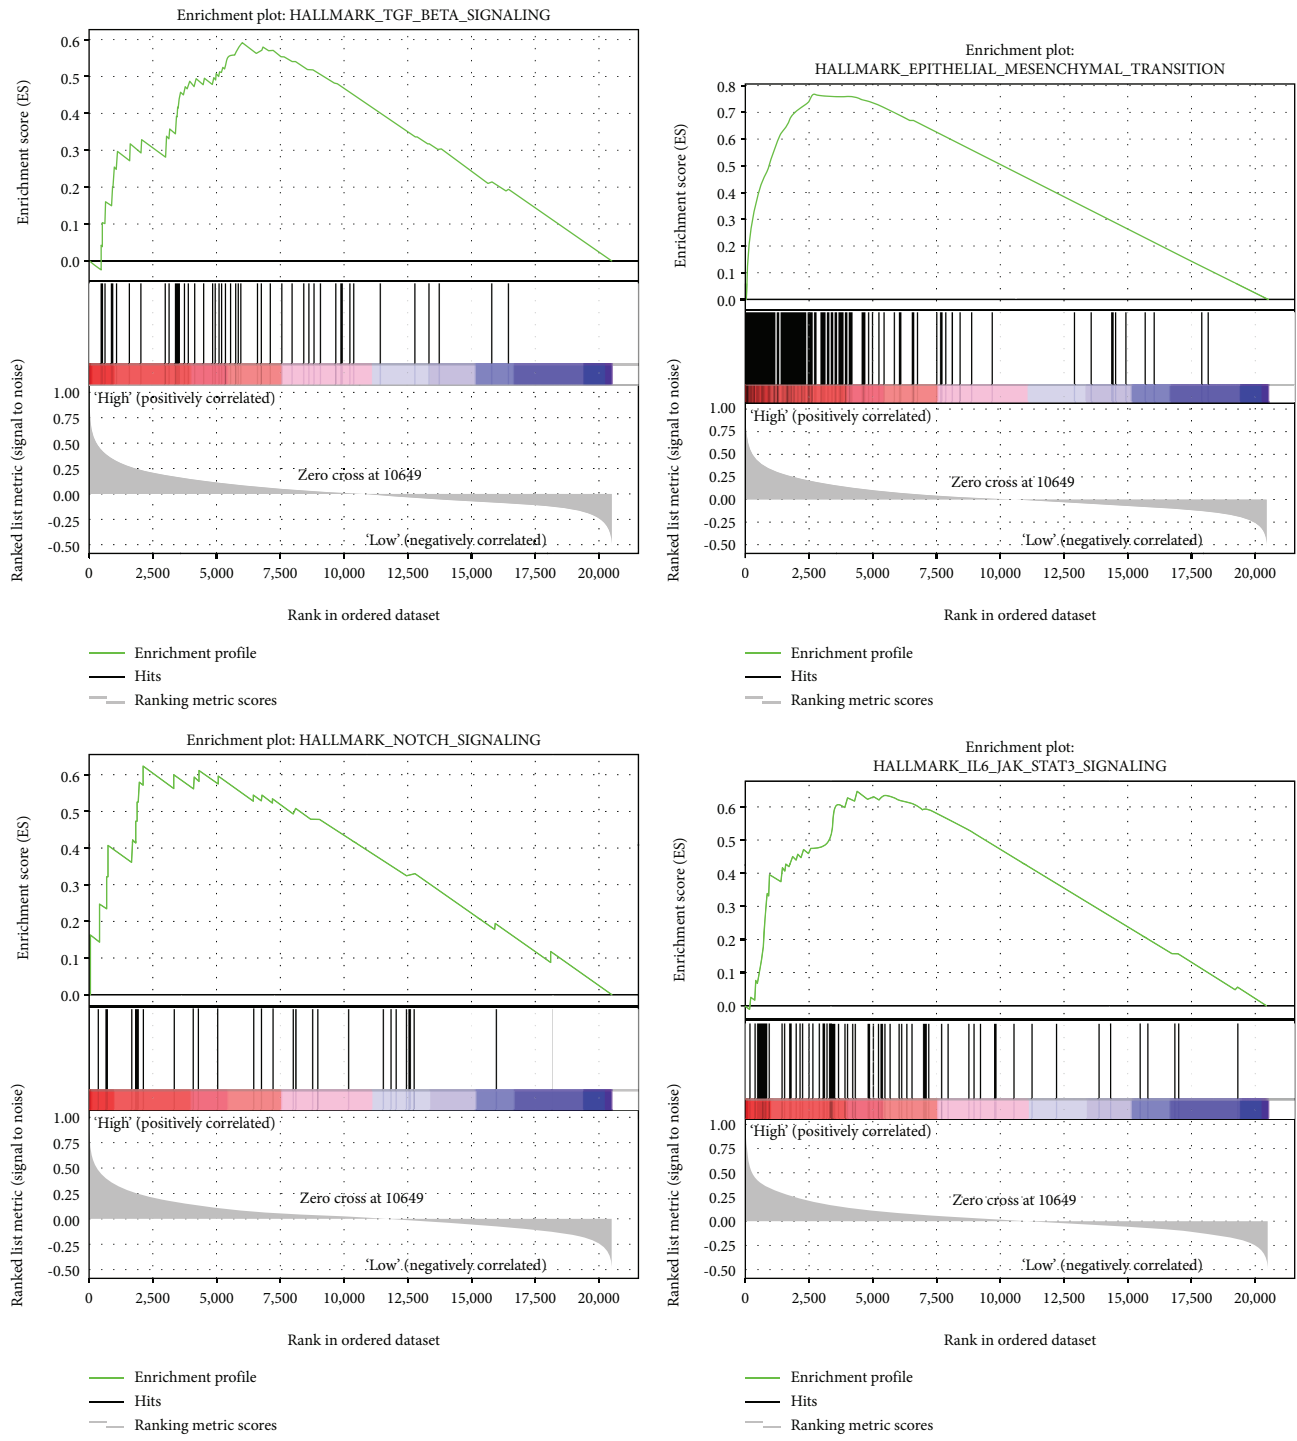 Enrichment plot: HALLMARK_TGF_BETA_SIGNALING
Enrichment score (ES)
0.6
0.5
0.4
0.3
0.2
0.1
0.0
Ranked list metric (signal to noise)
1.00
0.75
0.50
0.25
0.00
-0.25
-0.50
‘High’ (positively correlated)
Zero cross at 10649
‘Low’ (negatively correlated)
0 2,500 5,000 7,500 10,000 12,500 15,000 17,500 20,000
Rank in ordered dataset
Enrichment profile
Hits
Ranking metric scores
Enrichment plot:
HALLMARK_EPITHELIAL_MESENCHYMAL_TRANSITION
Enrichment score (ES)
0.8
0.7
0.6
0.5
0.4
0.3
0.2
0.1
0.0
Ranked list metric (signal to noise)
1.00
0.75
0.50
0.25
0.00
-0.25
-0.50
‘High’ (positively correlated)
Zero cross at 10649
‘Low’ (negatively correlated)
0 2,500 5,000 7,500 10,000 12,500 15,000 17,500 20,000
Rank in ordered dataset
Enrichment profile
Hits
Ranking metric scores
Enrichment plot: HALLMARK_NOTCH_SIGNALING
Enrichment score (ES)
0.6
0.5
0.4
0.3
0.2
0.1
0.0
Ranked list metric (signal to noise)
1.00
0.75
0.50
0.25
0.00
-0.25
-0.50
‘High’ (positively correlated)
Zero cross at 10649
‘Low’ (negatively correlated)
0 2,500 5,000 7,500 10,000 12,500 15,000 17,500 20,000
Rank in ordered dataset
Enrichment profile
Hits
Ranking metric scores
Enrichment plot:
HALLMARK_IL6_JAK_STAT3_SIGNALING
Enrichment score (ES)
0.6
0.5
0.4
0.3
0.2
0.1
0.0
Ranked list metric (signal to noise)
1.00
0.75
0.50
0.25
0.00
-0.25
-0.50
‘High’ (positively correlated)
Zero cross at 10649
‘Low’ (negatively correlated)
0 2,500 5,000 7,500 10,000 12,500 15,000 17,500 20,000
Rank in ordered dataset
Enrichment profile
Hits
Ranking metric scores